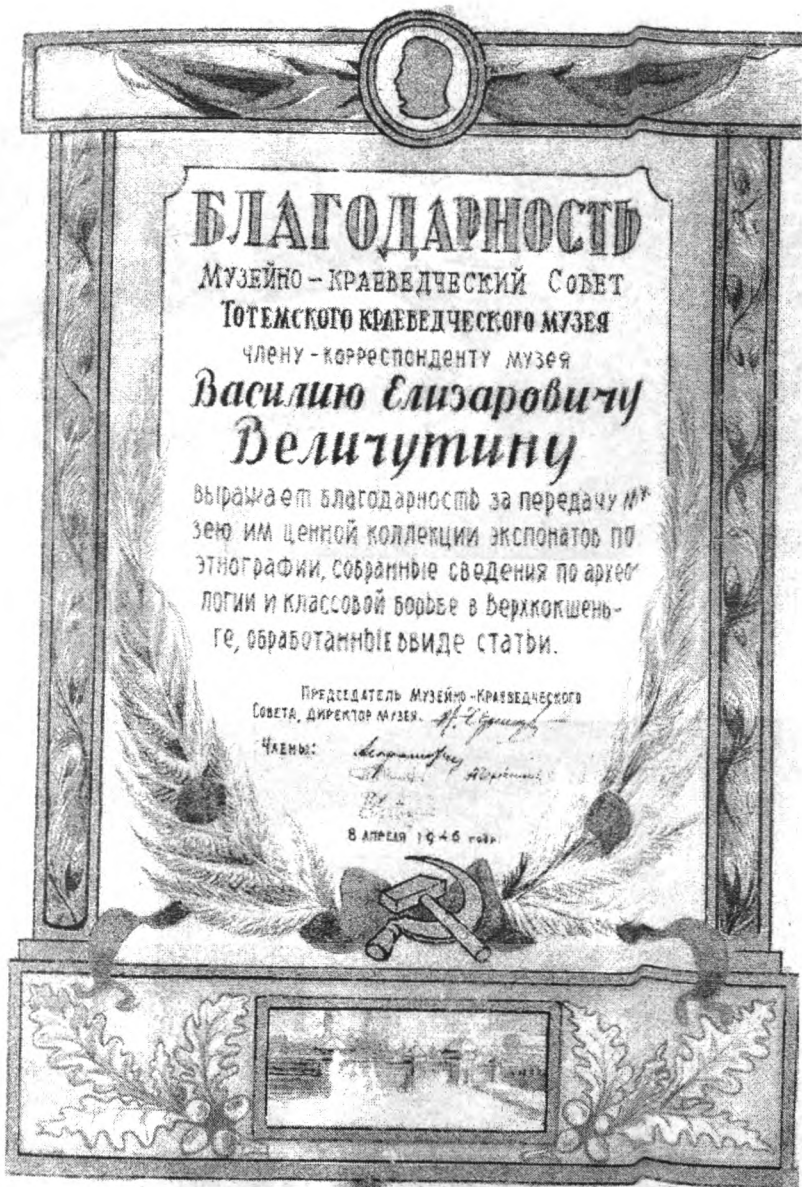 БЛАГОДАРНОСТЬ
МУЗЕЙНО-КРАЕВЕДЧЕСКИЙ СОВЕТ
ТОТЕМСКОГО КРАЕВЕДЧЕСКОГО МУЗЕЯ
ЧЛЕНУ-КОРРЕСПОНДЕНТУ МУЗЕЯ
Василию Елизаровичу
Величутину
выражает благодарность за передачу му-
зею им ценной коллекции экспонатов по
этнографии, собранные сведения по архео-
логии и классовой борьбе в Верхкокшень-
ге, обработанные ввиде статьи.
ПРЕДСЕДАТЕЛЬ МУЗЕЙНО-КРАЕВЕДЧЕСКОГО
СОВЕТА, ДИРЕКТОР МУЗЕЯ.
ЧЛЕНЫ:
8 АПРЕЛЯ 1946 года